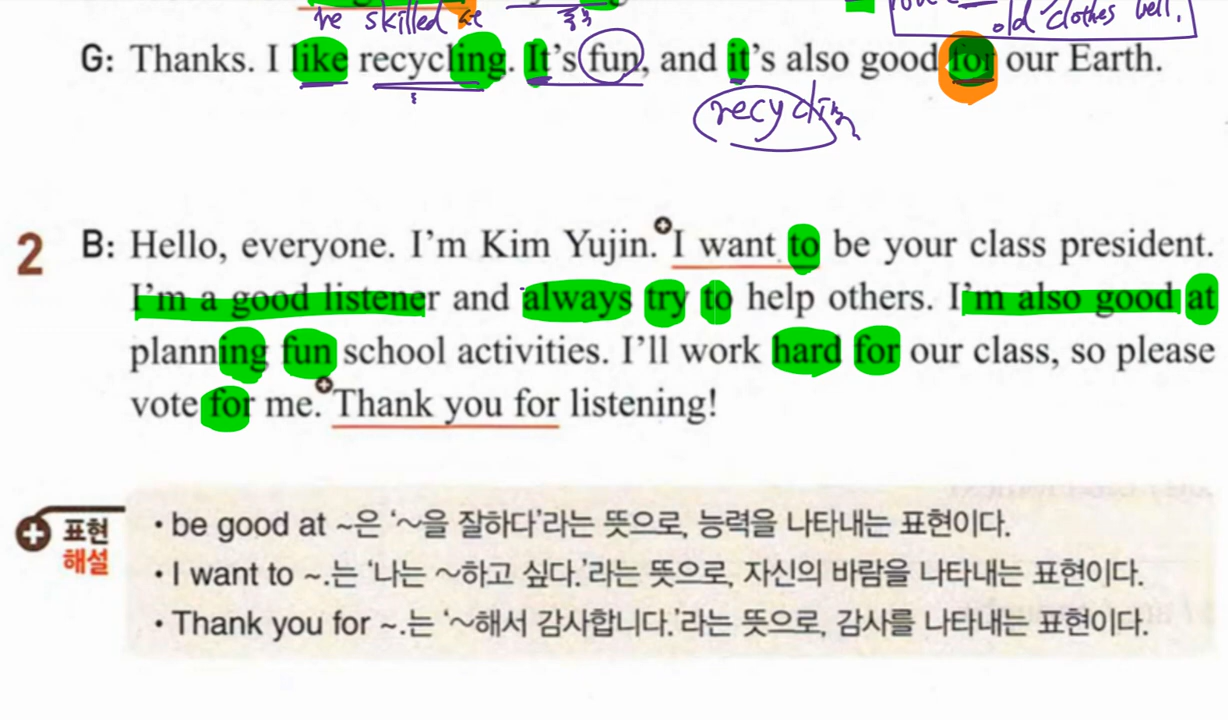 be skilled at
old clothes well.
G: Thanks. I like recycling. It's fun, and it's also good for our Earth.
recycling
2 B: Hello, everyone. I'm Kim Yujin. I want to be your class president.
I'm a good listener and always try to help others. I'm also good at
planning fun school activities. I'll work hard for our class, so please
vote for me. Thank you for listening!
표현 • be good at ~은 '~을 잘하다'라는 뜻으로, 능력을 나타내는 표현이다.
해설 • I want to ~.는 '나는 ~하고 싶다.'라는 뜻으로, 자신의 바람을 나타내는 표현이다.
• Thank you for ~.는 '~해서 감사합니다.'라는 뜻으로, 감사를 나타내는 표현이다.